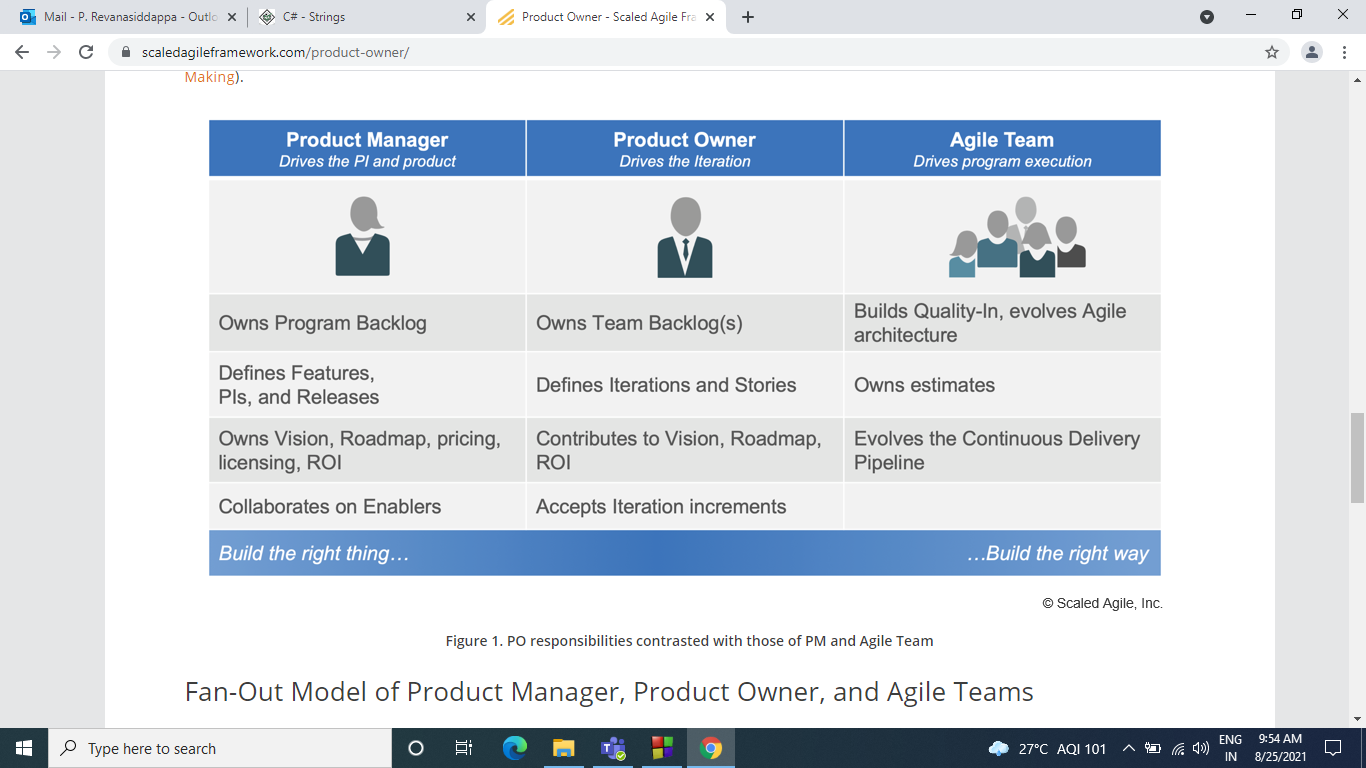 Mail - P. Revanasiddappa - Outlo
C# - Strings
Product Owner - Scaled Agile Fra
scaledagileframework.com/product-owner/
Making).
Product Manager
Drives the PI and product
Product Owner
Drives the Iteration
Agile Team
Drives program execution
Owns Program Backlog
Owns Team Backlog(s)
Builds Quality-In, evolves Agile
architecture
Defines Features,
PIs, and Releases
Defines Iterations and Stories
Owns estimates
Owns Vision, Roadmap, pricing,
licensing, ROI
Contributes to Vision, Roadmap,
ROI
Evolves the Continuous Delivery
Pipeline
Collaborates on Enablers
Accepts Iteration increments
Build the right thing…
…Build the right way
© Scaled Agile, Inc.
Figure 1. PO responsibilities contrasted with those of PM and Agile Team
Fan-Out Model of Product Manager, Product Owner, and Agile Teams
Type here to search
27°C AQI 101
ENG
IN
9:54 AM
8/25/2021